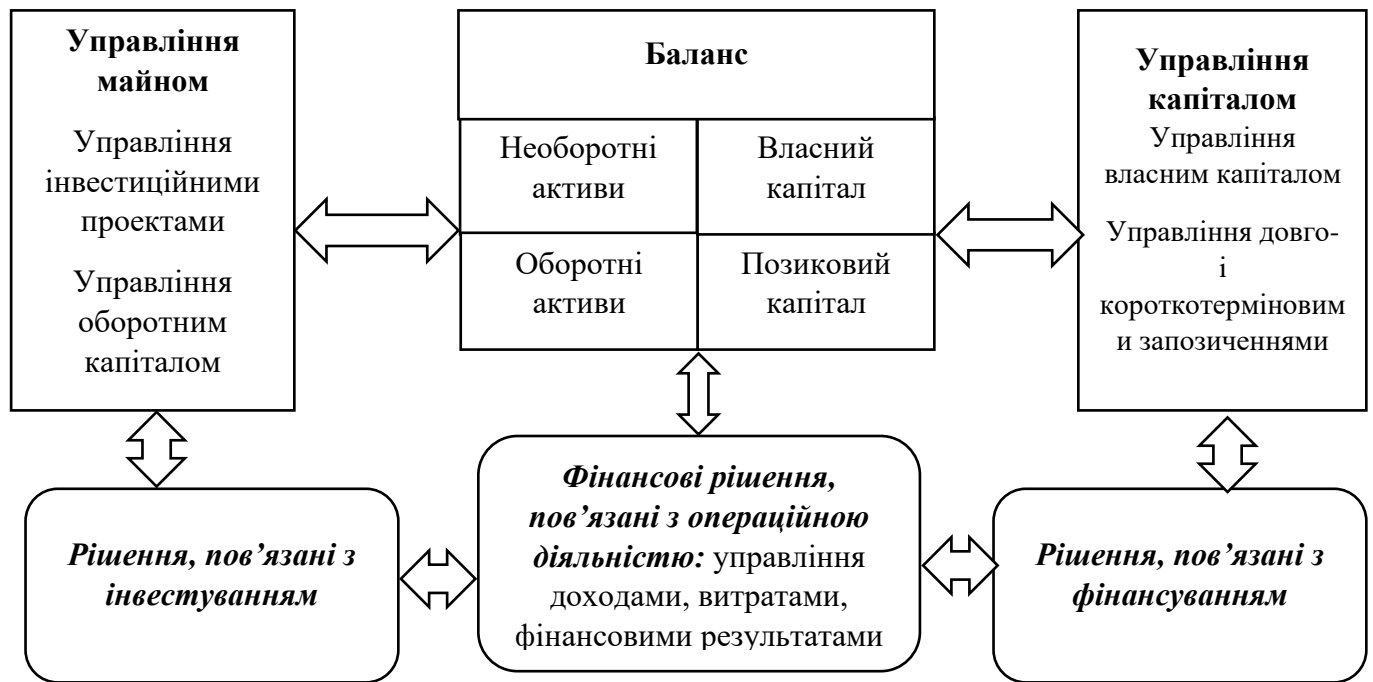 Управління
майном
Управління
інвестиційними
проектами
Управління
оборотним
капіталом
Баланс
Необоротні
активи
Власний
капітал
Оборотні
активи
Позиковий
капітал
Управління
капіталом
Управління
власним капіталом
Управління довго-
і
короткотерміновим
и запозиченнями
Рішення, пов’язані з
інвестуванням
Фінансові рішення,
пов’язані з операційною
діяльністю: управління
доходами, витратами,
фінансовими результатами
Рішення, пов’язані з
фінансуванням